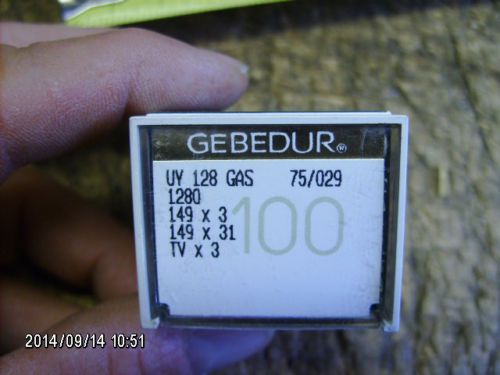 GEBEDUR®
UY 128 GAS 75/029
1280
149 x 3
149 x 31
TV x 3
100
2014/09/14 10:51